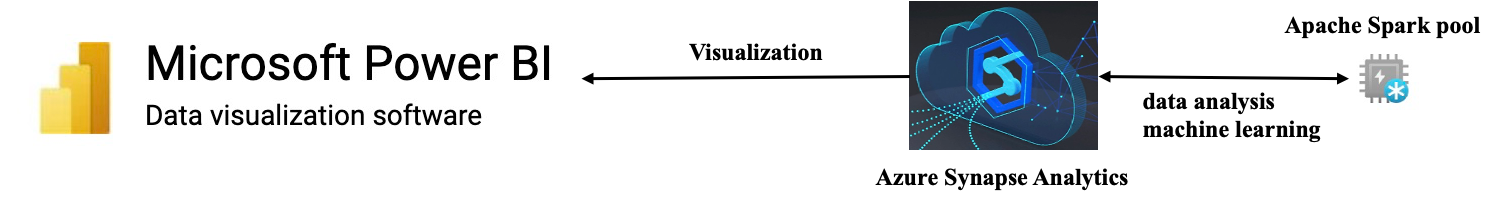 Microsoft Power BI
Data visualization software
Visualization
Azure Synapse Analytics
Apache Spark pool
data analysis
machine learning